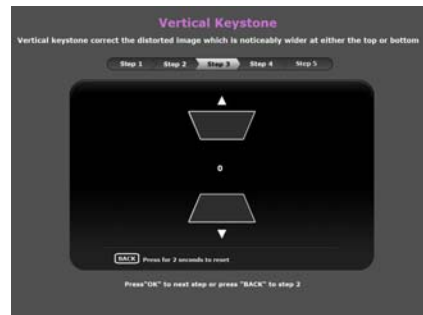 Vertical Keystone
Vertical keystone correct the distorted image which is noticeably wider at either the top or bottom
Step 1 Step 2 Step 3 Step 4 Step 5
0
BACK Press for 2 seconds to reset
Press"OK" to next step or press "BACK" to step 2